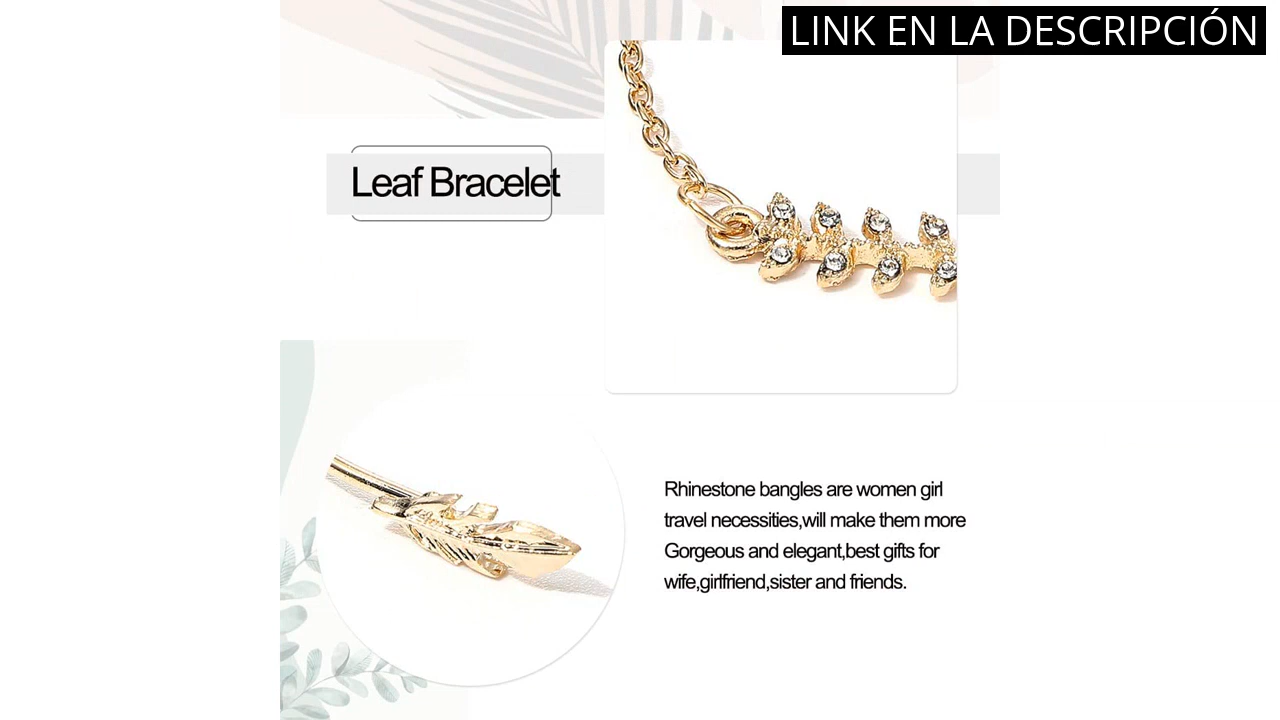 LINK EN LA DESCRIPCIÓN
Leaf Bracelet
Rhinestone bangles are women girl
travel necessities,will make them more
Gorgeous and elegant,best gifts for
wife,girlfriend,sister and friends.